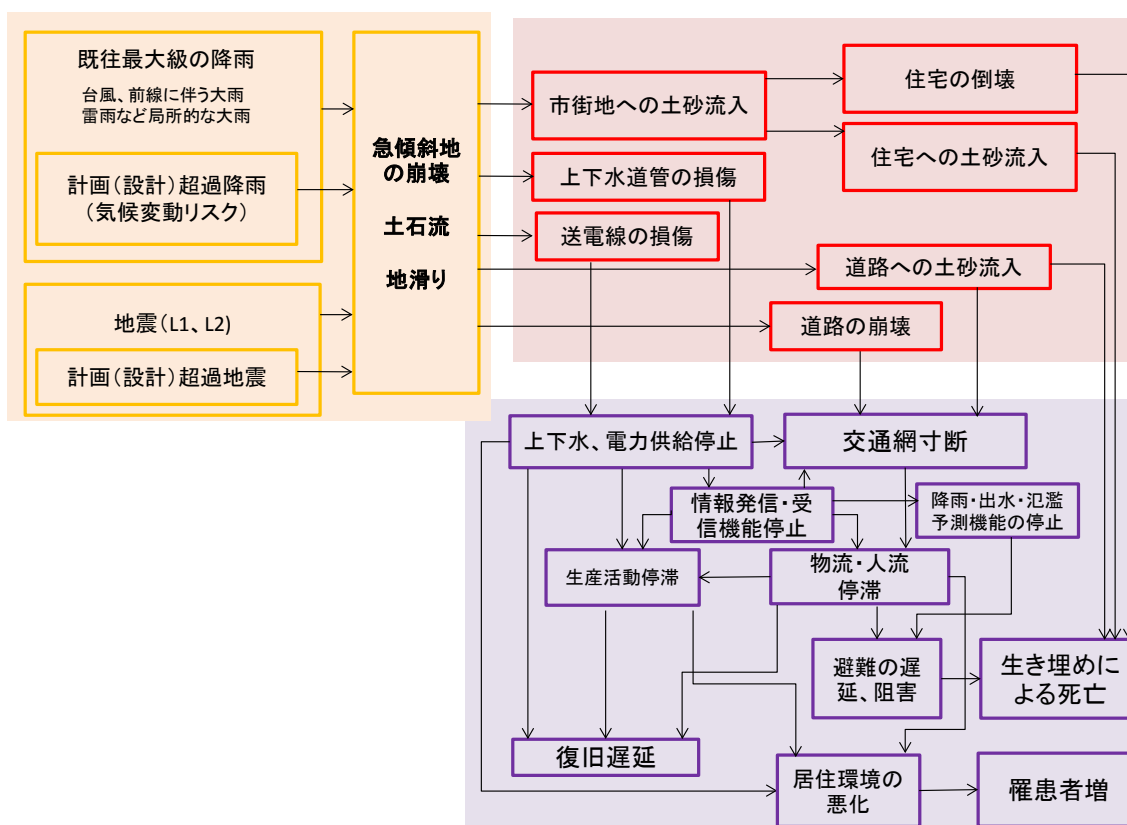 既往最大級の降雨
台風、前線に伴う大雨
雷雨など局所的な大雨
計画(設計)超過降雨
(気候変動リスク)
地震(L1、L2)
計画(設計)超過地震
急傾斜地
の崩壊
土石流
地滑り
市街地への土砂流入
住宅の倒壊
住宅への土砂流入
上下水道管の損傷
送電線の損傷
道路への土砂流入
道路の崩壊
上下水、電力供給停止
交通網寸断
情報発信・受
信機能停止
降雨・出水・氾濫
予測機能の停止
生産活動停滞
物流・人流
停滞
避難の遅
延、阻害
生き埋めに
よる死亡
復旧遅延
居住環境の
悪化
罹患者増